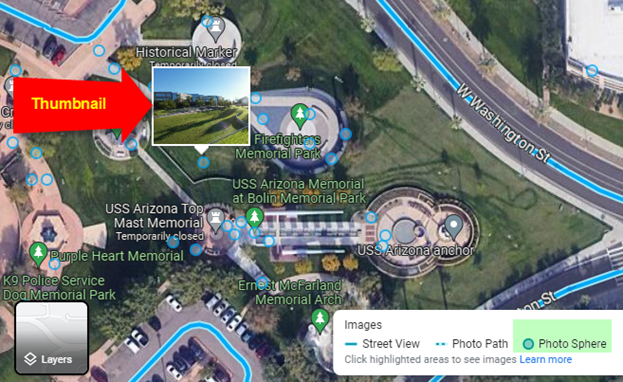 Historical Marker
Temporarily closed
Thumbnail
Firefighters
Memorial Park
W Washington St
USS Arizona Memorial
at Bolin Memorial Park
USS Arizona Top
Mast Memorial
Temporarily closed
USS Arizona anchor
Purple Heart Memorial
K9 Police Service
Dog Memorial Park
Ernest McFarland
Memorial Arch
Layers
Images
Street View
Photo Path
Photo Sphere
Click highlighted areas to see images Learn more